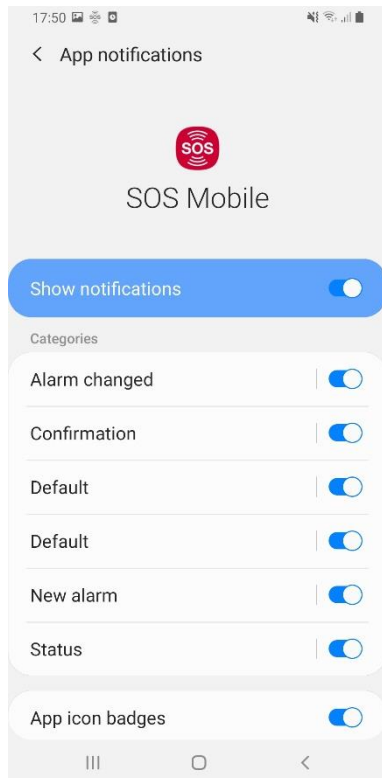 17:50
App notifications
SOS
SOS Mobile
Show notifications
Categories
Alarm changed
Confirmation
Default
Default
New alarm
Status
App icon badges